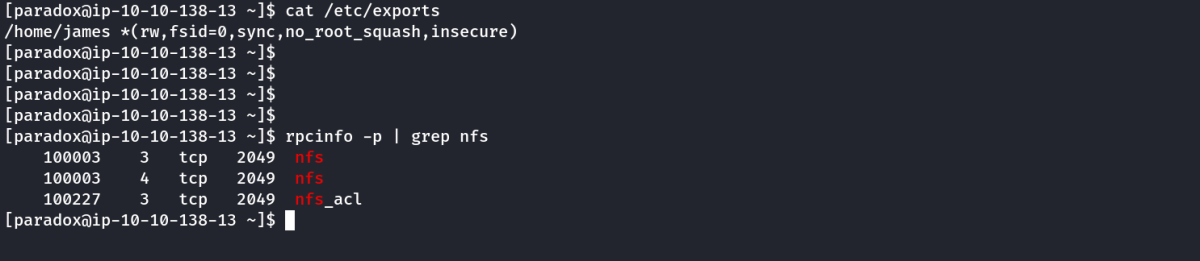 [paradox@ip-10-10-138-13 ~]$ cat /etc/exports
/home/james *(rw,fsid=0,sync,no_root_squash,insecure)
[paradox@ip-10-10-138-13 ~]$
[paradox@ip-10-10-138-13 ~]$
[paradox@ip-10-10-138-13 ~]$
[paradox@ip-10-10-138-13 ~]$
[paradox@ip-10-10-138-13 ~]$ rpcinfo -p | grep nfs
    100003    3   tcp   2049  nfs
    100003    4   tcp   2049  nfs
    100227    3   tcp   2049  nfs_acl
[paradox@ip-10-10-138-13 ~]$